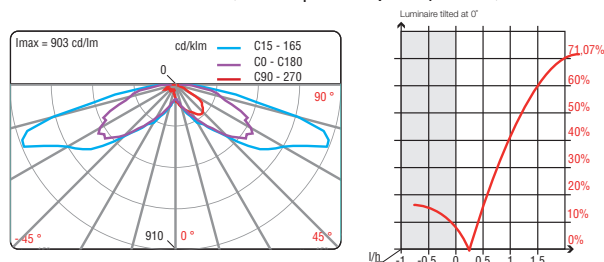 Luminaire tilted at 0°
Imax = 903 cd/lm
cd/klm
C15 - 165
C0 - C180
C90 - 270
0
90 °
- 45 °
910
0 °
45 °
71,07%
60%
50%
40%
30%
20%
10%
0%
l/h
-1 -0.5 0 0.5 1 1.5